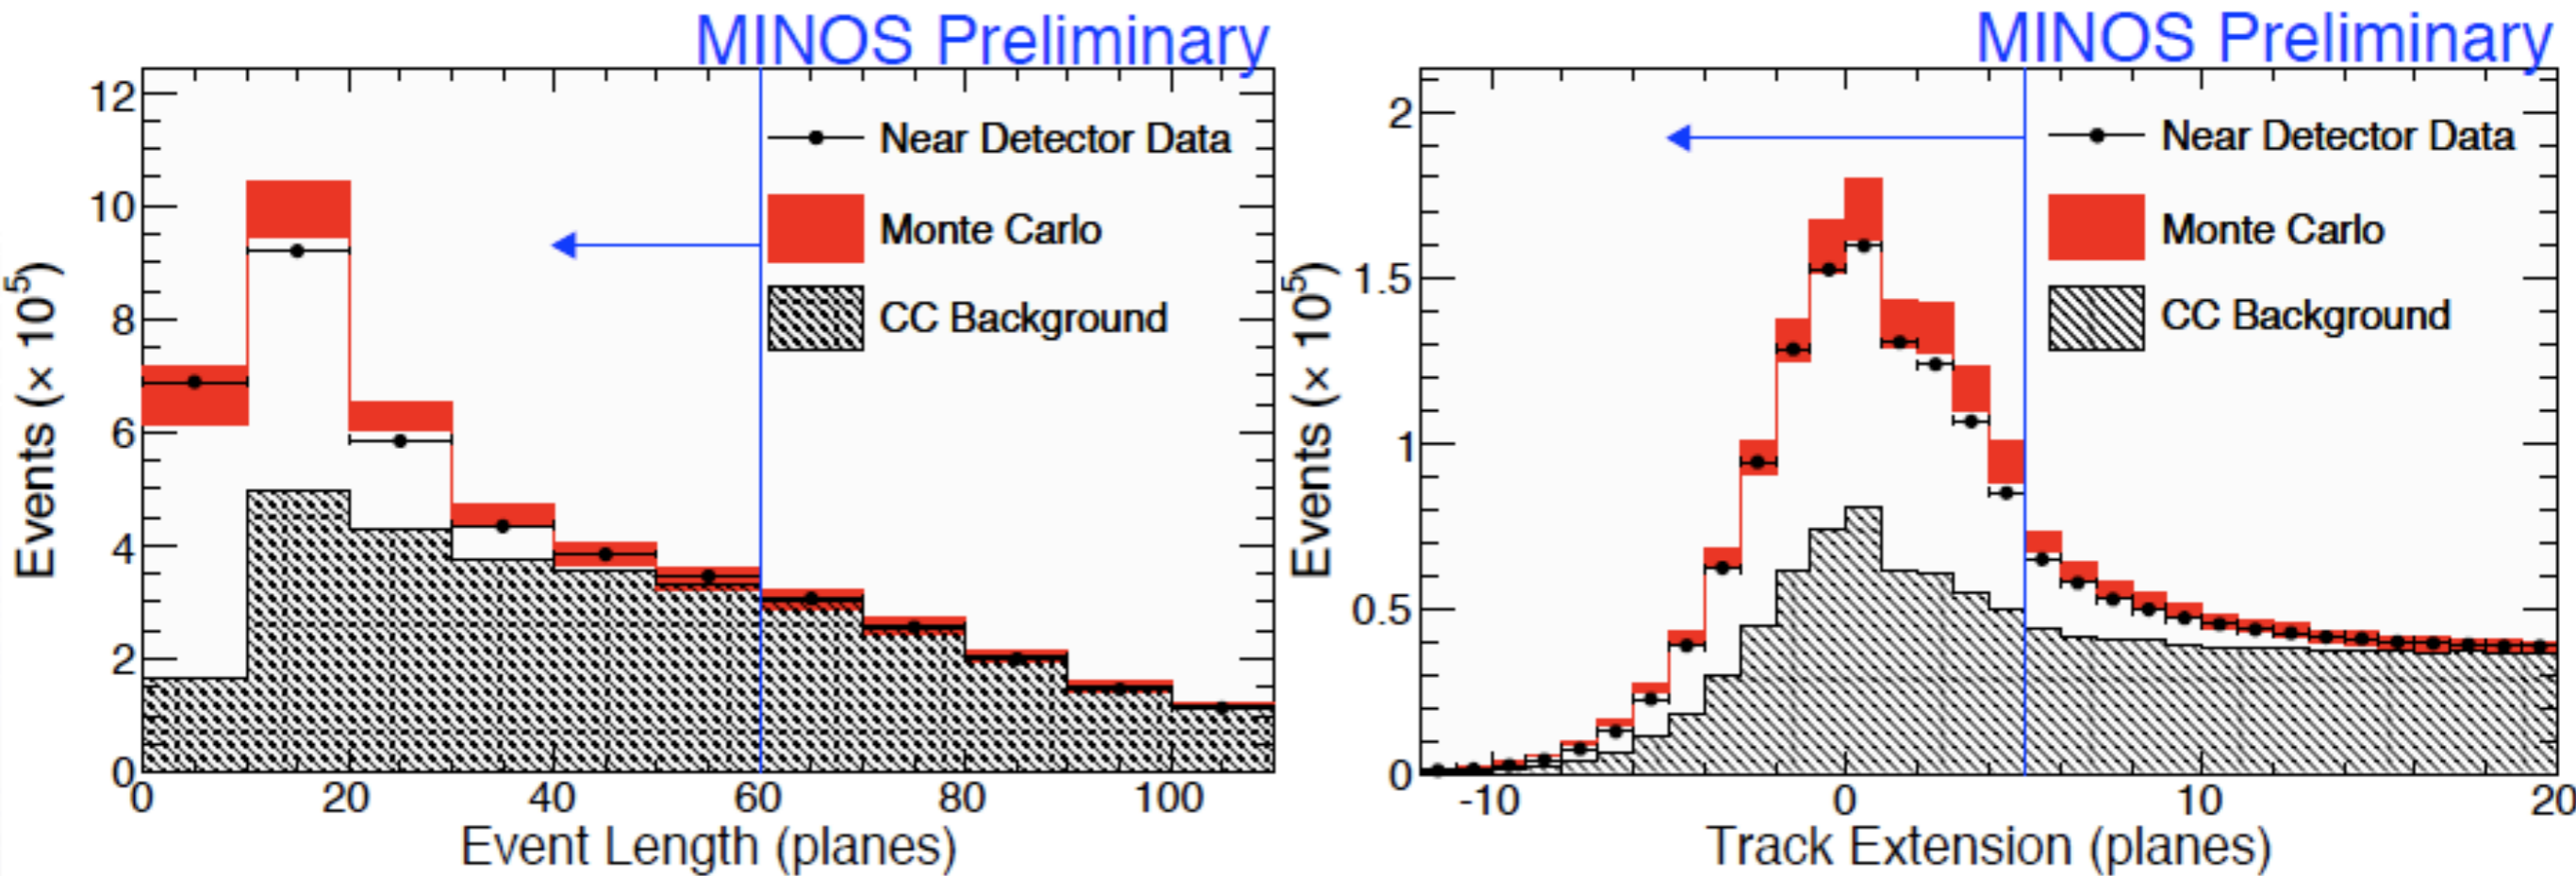 MINOS Preliminary
12
10
8
6
4
2
0
Events (× 10⁵)
Near Detector Data
Monte Carlo
CC Background
0 20 40 60 80 100
Event Length (planes)
MINOS Preliminary
2
1.5
1
0.5
0
Events (× 10⁵)
Near Detector Data
Monte Carlo
CC Background
-10 0 10 20
Track Extension (planes)